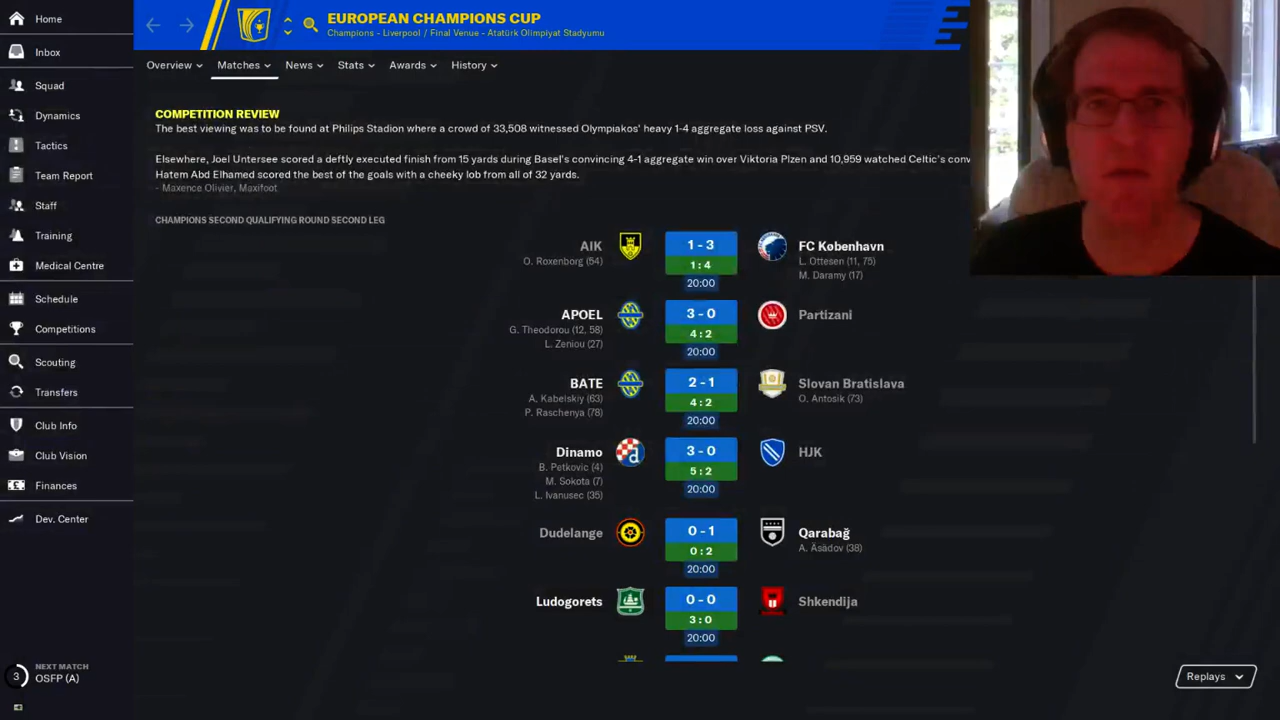 Home
Inbox
Squad
Dynamics
Tactics
Team Report
Staff
Training
Medical Centre
Schedule
Competitions
Scouting
Transfers
Club Info
Club Vision
Finances
Dev. Center
3
NEXT MATCH
OSFP (A)
EUROPEAN CHAMPIONS CUP
Champions - Liverpool / Final Venue - Atatürk Olimpiyat Stadyumu
Overview
Matches
News
Stats
Awards
History
COMPETITION REVIEW
The best viewing was to be found at Philips Stadion where a crowd of 33,508 witnessed Olympiakos' heavy 1-4 aggregate loss against PSV.
Elsewhere, Joel Untersee scored a deftly executed finish from 15 yards during Basel's convincing 4-1 aggregate win over Viktoria Plzen and 10,959 watched Celtic's conv
Hatem Abd Elhamed scored the best of the goals with a cheeky lob from all of 32 yards.
- Maxence Olivier, Maxifoot
CHAMPIONS SECOND QUALIFYING ROUND SECOND LEG
AIK 1 - 3 FC København
O. Roxenborg (54) 1 : 4 L. Ottesen (11, 75)
M. Daramy (17)
20:00
APOEL 3 - 0 Partizani
G. Theodorou (12, 58) 4 : 2
L. Zeniou (27)
20:00
BATE 2 - 1 Slovan Bratislava
A. Kabelskiy (63) 4 : 2 O. Antosik (73)
P. Raschenya (78)
20:00
Dinamo 3 - 0 HJK
B. Petkovic (4) 5 : 2
M. Sokota (7)
20:00
L. Ivanusec (35)
Dudelange 0 - 1 Qarabağ
0 : 2 A. Äsädov (38)
20:00
Ludogorets 0 - 0 Shkendija
3 : 0
20:00
Replays